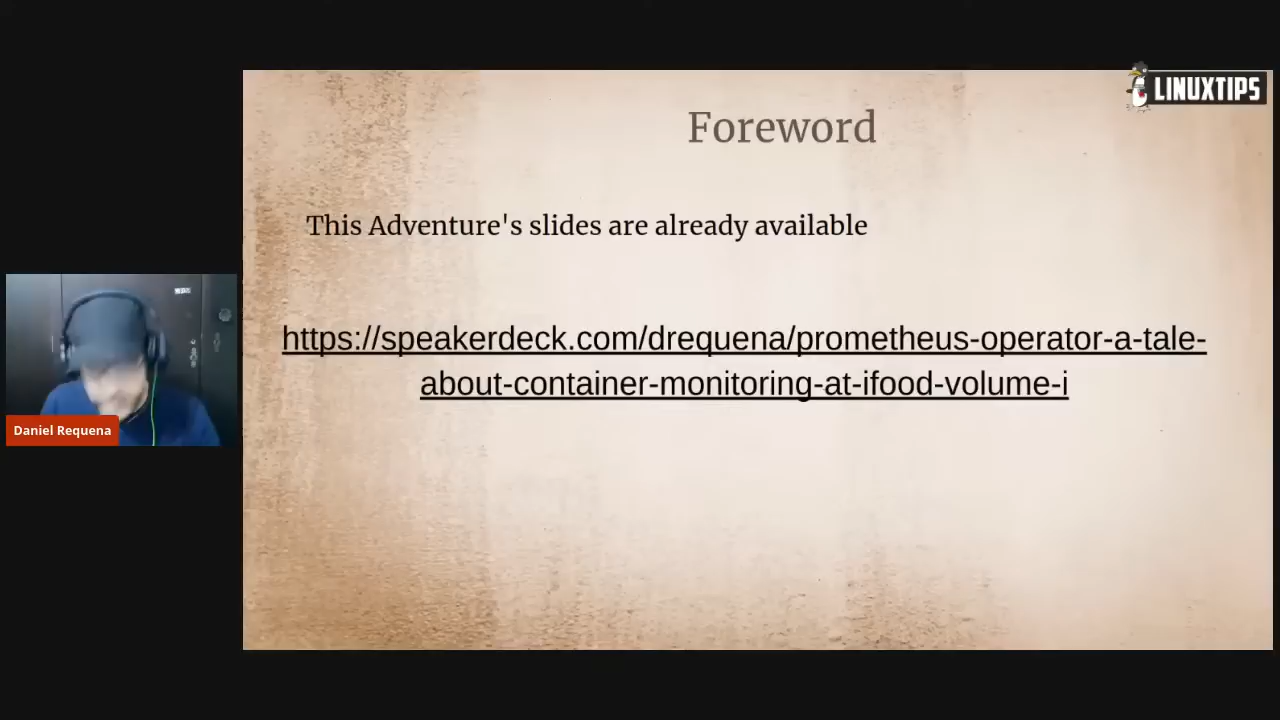 LINUXTIPS
Foreword
This Adventure's slides are already available
https://speakerdeck.com/drequena/prometheus-operator-a-tale-
about-container-monitoring-at-ifood-volume-i
Daniel Requena